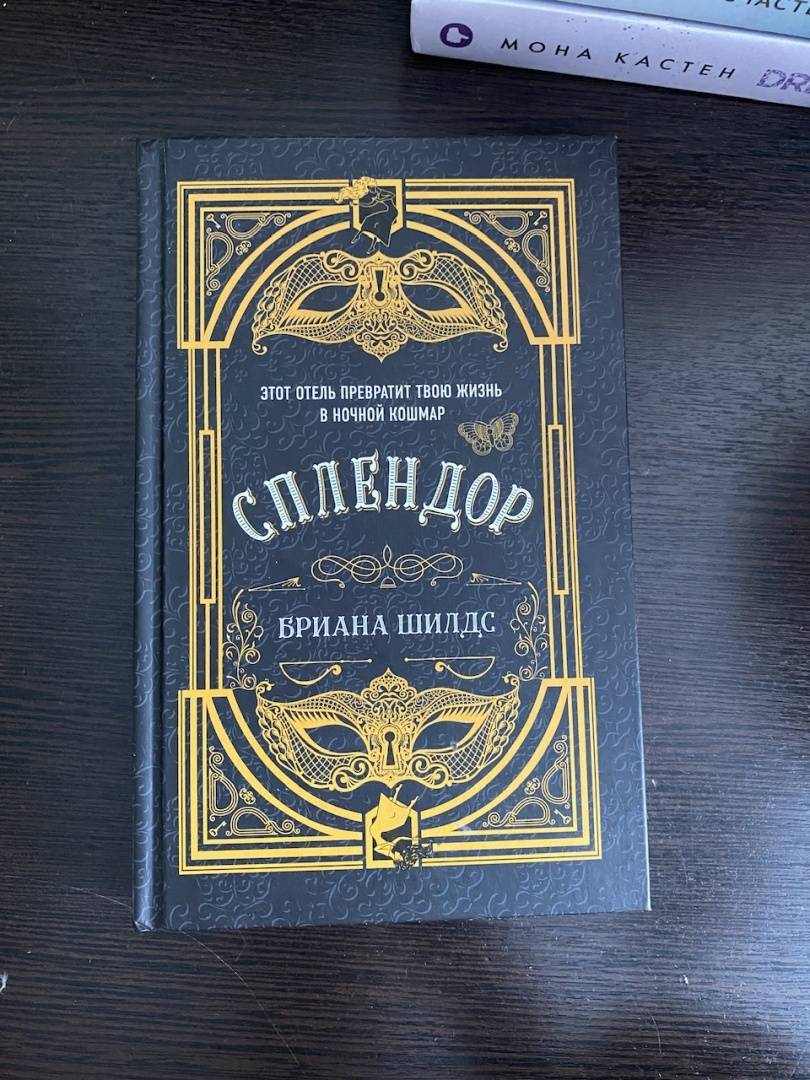 МОНА КАСТЕН
ЭТОТ ОТЕЛЬ ПРЕВРАТИТ ТВОЮ ЖИЗНЬ
В НОЧНОЙ КОШМАР
СПЛЕНДОР
БРИАНА ШИЛДС